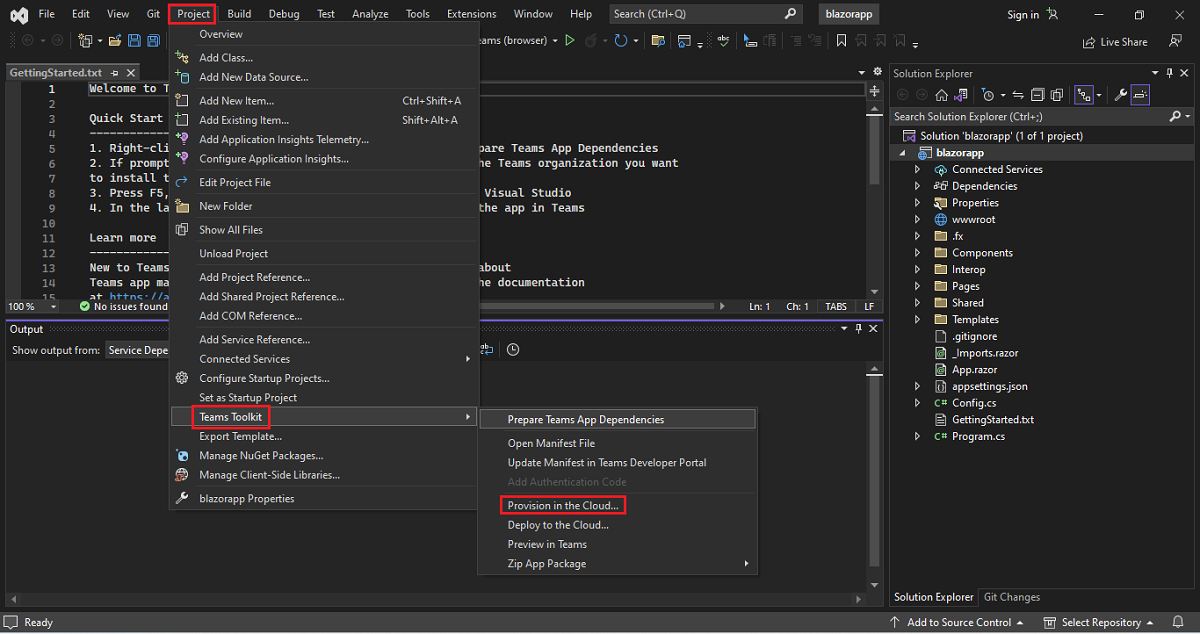 File Edit View Git Project Build Debug Test Analyze Tools Extensions Window Help Search (Ctrl+Q) blazorapp Sign in
ams (browser)
Live Share
GettingStarted.txt
1 Welcome to T
2
3 Quick Start
4 -------------
5 1. Right-cli
pare Teams App Dependencies
6 2. If prompt
the Teams organization you want
7 to install t
8 3. Press F5,
Visual Studio
9 4. In the la
the app in Teams
10
11 Learn more
12 -------------
13 New to Teams
about
14 Teams app ma
he documentation
15 at https://a
100% No issues found
Ln: 1 Ch: 1 TABS LF
Output
Show output from: Service Depe
Overview
Add Class...
Add New Data Source...
Add New Item... Ctrl+Shift+A
Add Existing Item... Shift+Alt+A
Add Application Insights Telemetry...
Configure Application Insights...
Edit Project File
New Folder
Show All Files
Unload Project
Add Project Reference...
Add Shared Project Reference...
Add COM Reference...
Add Service Reference...
Connected Services
Configure Startup Projects...
Set as Startup Project
Teams Toolkit
Export Template...
Manage NuGet Packages...
Manage Client-Side Libraries...
blazorapp Properties
Prepare Teams App Dependencies
Open Manifest File
Update Manifest in Teams Developer Portal
Add Authentication Code
Provision in the Cloud...
Deploy to the Cloud...
Preview in Teams
Zip App Package
Solution Explorer
Search Solution Explorer (Ctrl+;)
Solution 'blazorapp' (1 of 1 project)
blazorapp
Connected Services
Dependencies
Properties
wwwroot
.fx
Components
Interop
Pages
Shared
Templates
.gitignore
_Imports.razor
App.razor
appsettings.json
C# Config.cs
GettingStarted.txt
C# Program.cs
Solution Explorer Git Changes
Ready
Add to Source Control Select Repository